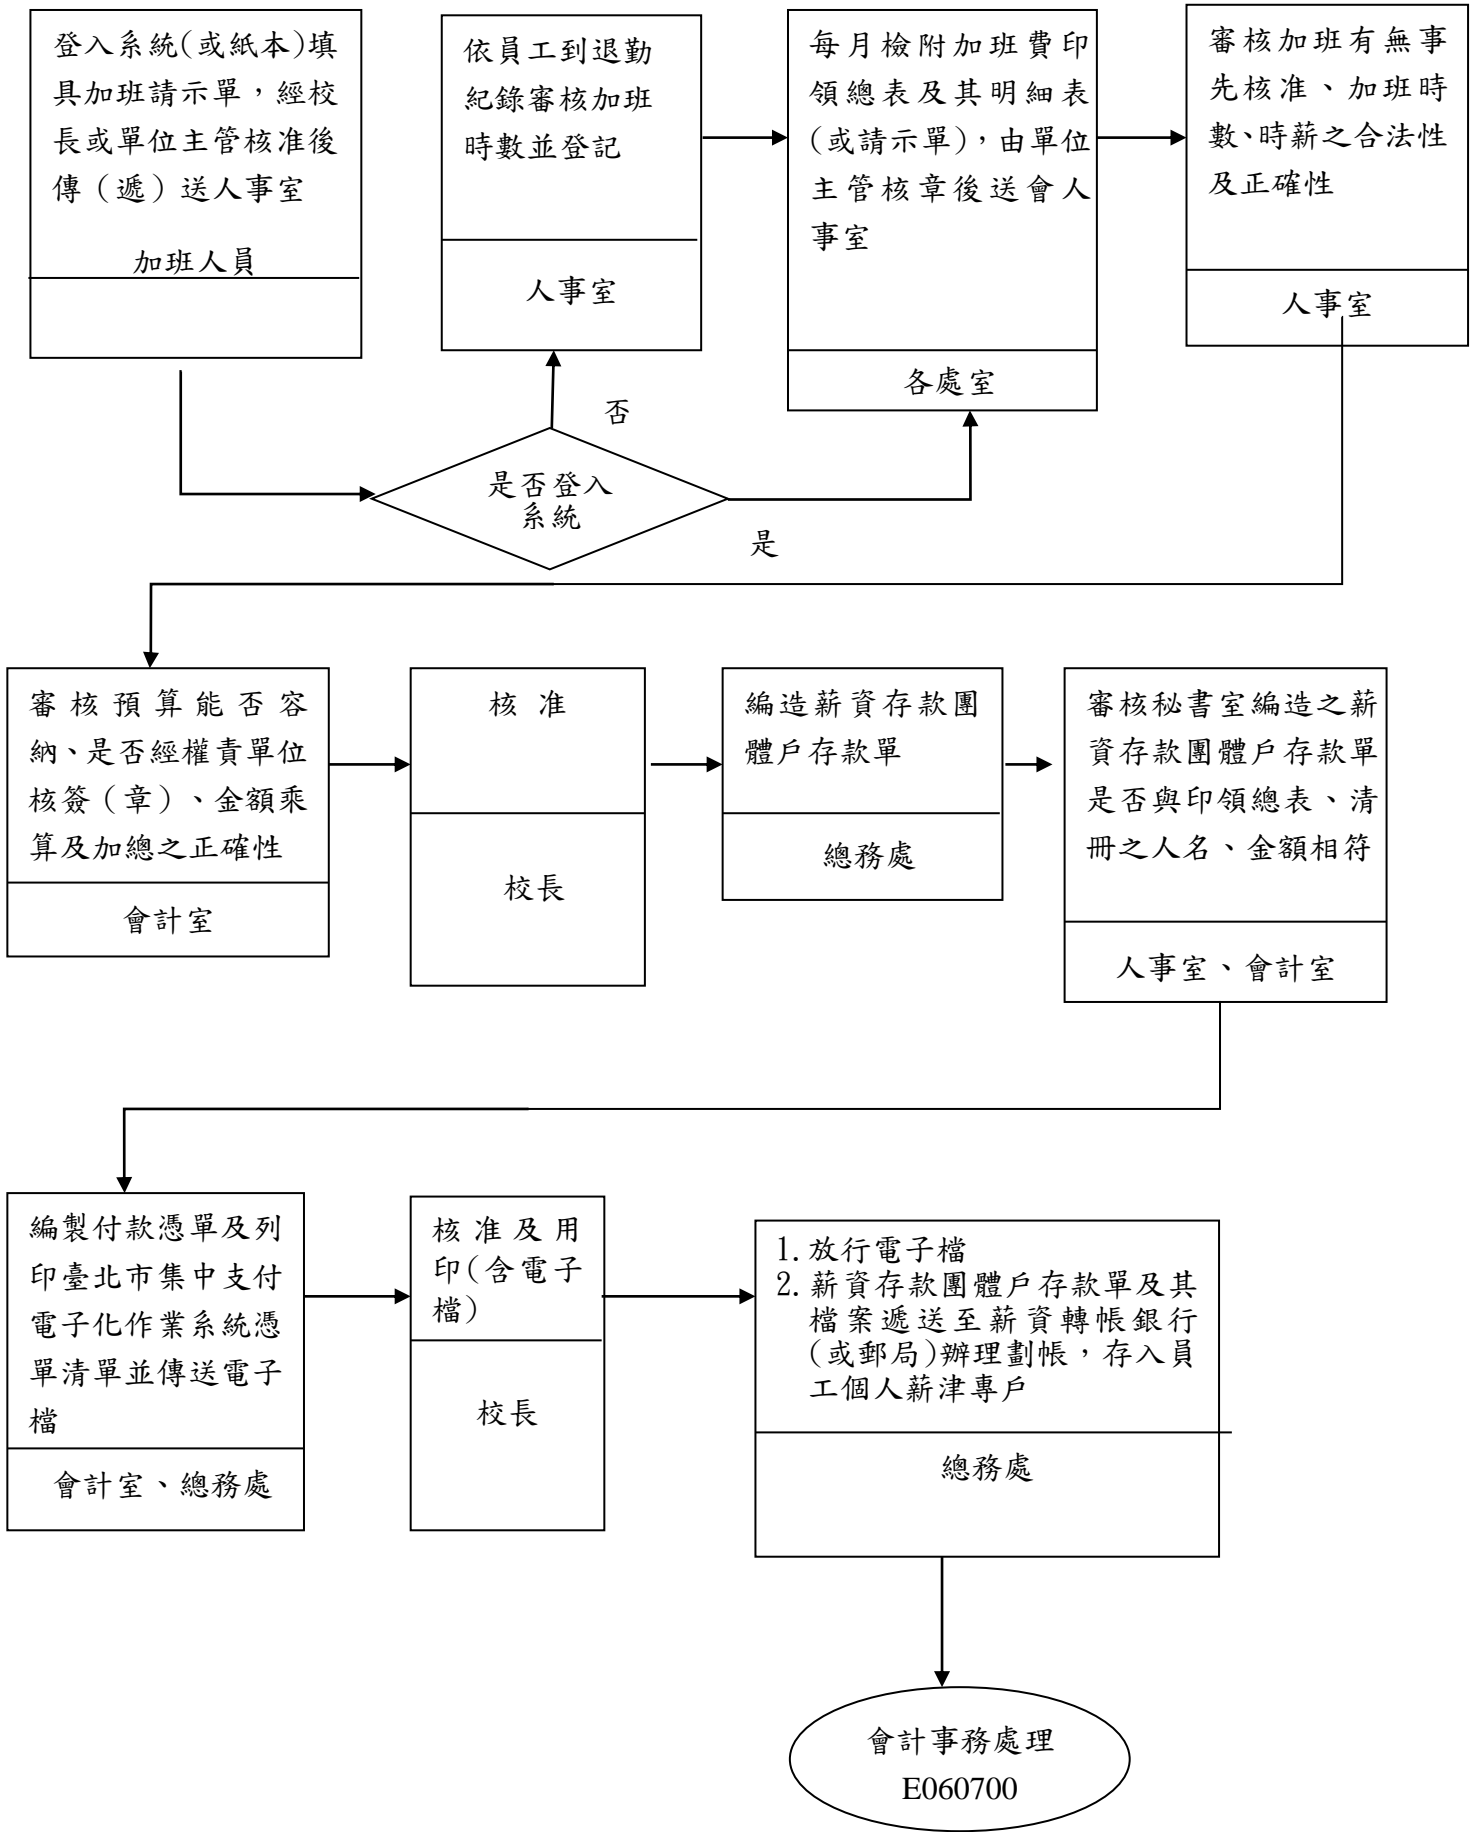 登入系統(或紙本)填
具加班請示單，經校
長或單位主管核准後
傳（遞）送人事室
加班人員
依員工到退勤
紀錄審核加班
時數並登記
人事室
每月檢附加班費印
領總表及其明細表
(或請示單)，由單位
主管核章後送會人
事室
各處室
審核加班有無事
先核准、加班時
數、時薪之合法性
及正確性
人事室
否
是否登入
系統
是
審核預算能否容
納、是否經權責單位
核簽（章）、金額乘
算及加總之正確性
會計室
核准
校長
編造薪資存款團
體戶存款單
總務處
審核秘書室編造之薪
資存款團體戶存款單
是否與印領總表、清
冊之人名、金額相符
人事室、會計室
編製付款憑單及列
印臺北市集中支付
電子化作業系統憑
單清單並傳送電子
檔
會計室、總務處
核准及用
印(含電子
檔)
校長
1.放行電子檔
2.薪資存款團體戶存款單及其
檔案遞送至薪資轉帳銀行
(或郵局)辦理劃帳，存入員
工個人薪津專戶
總務處
會計事務處理
E060700